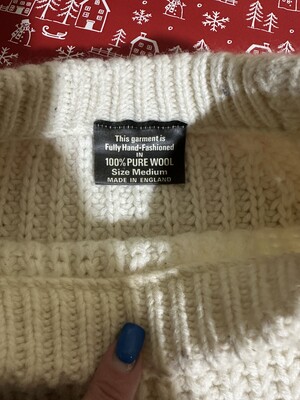 This garment is
Fully Hand-Fashioned
IN
100% PURE WOOL
Size Medium
MADE IN ENGLAND